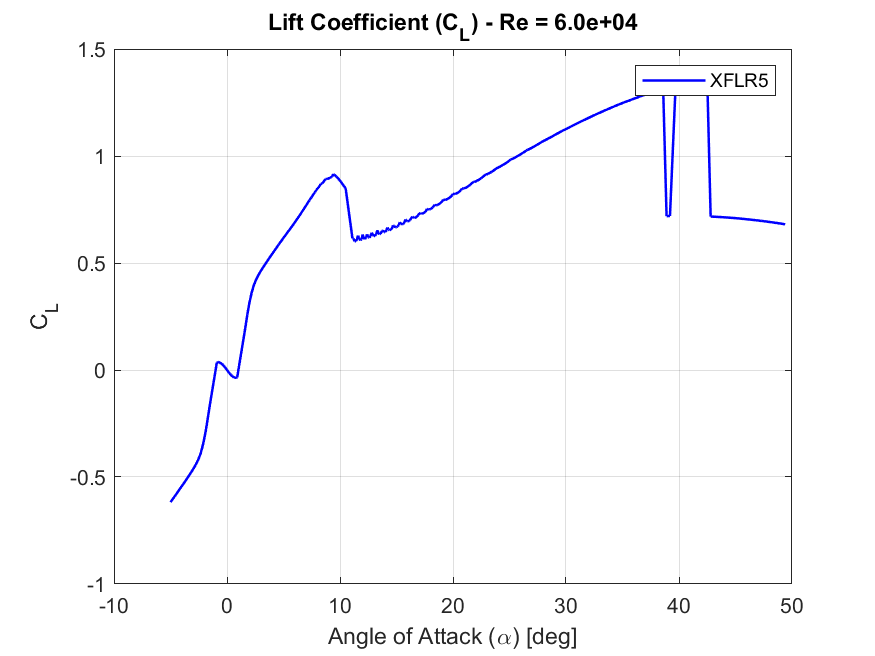 Lift Coefficient (C_L) - Re = 6.0e+04
XFLR5
1.5
1
0.5
0
-0.5
-1
C_L
-10 0 10 20 30 40 50
Angle of Attack (α) [deg]